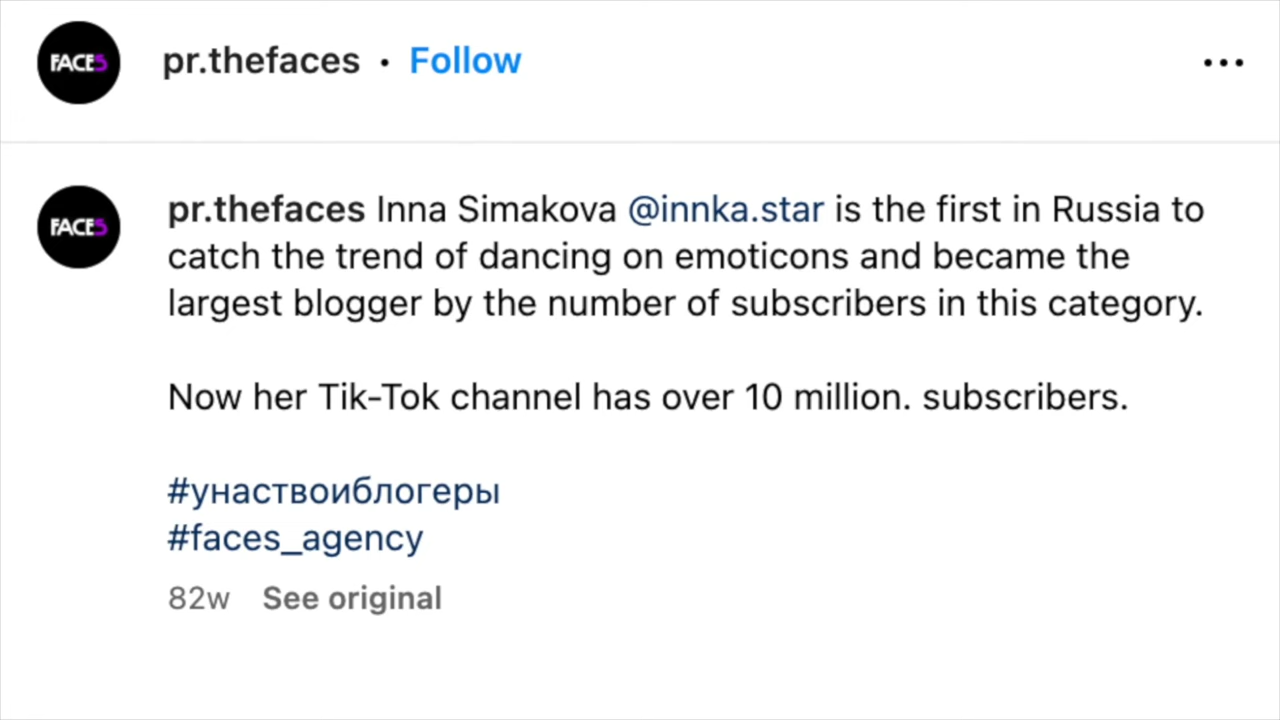 FACES
pr.thefaces • Follow
FACES
pr.thefaces Inna Simakova @innka.star is the first in Russia to
catch the trend of dancing on emoticons and became the
largest blogger by the number of subscribers in this category.
Now her Tik-Tok channel has over 10 million. subscribers.
#унаствоиблогеры
#faces_agency
82w See original